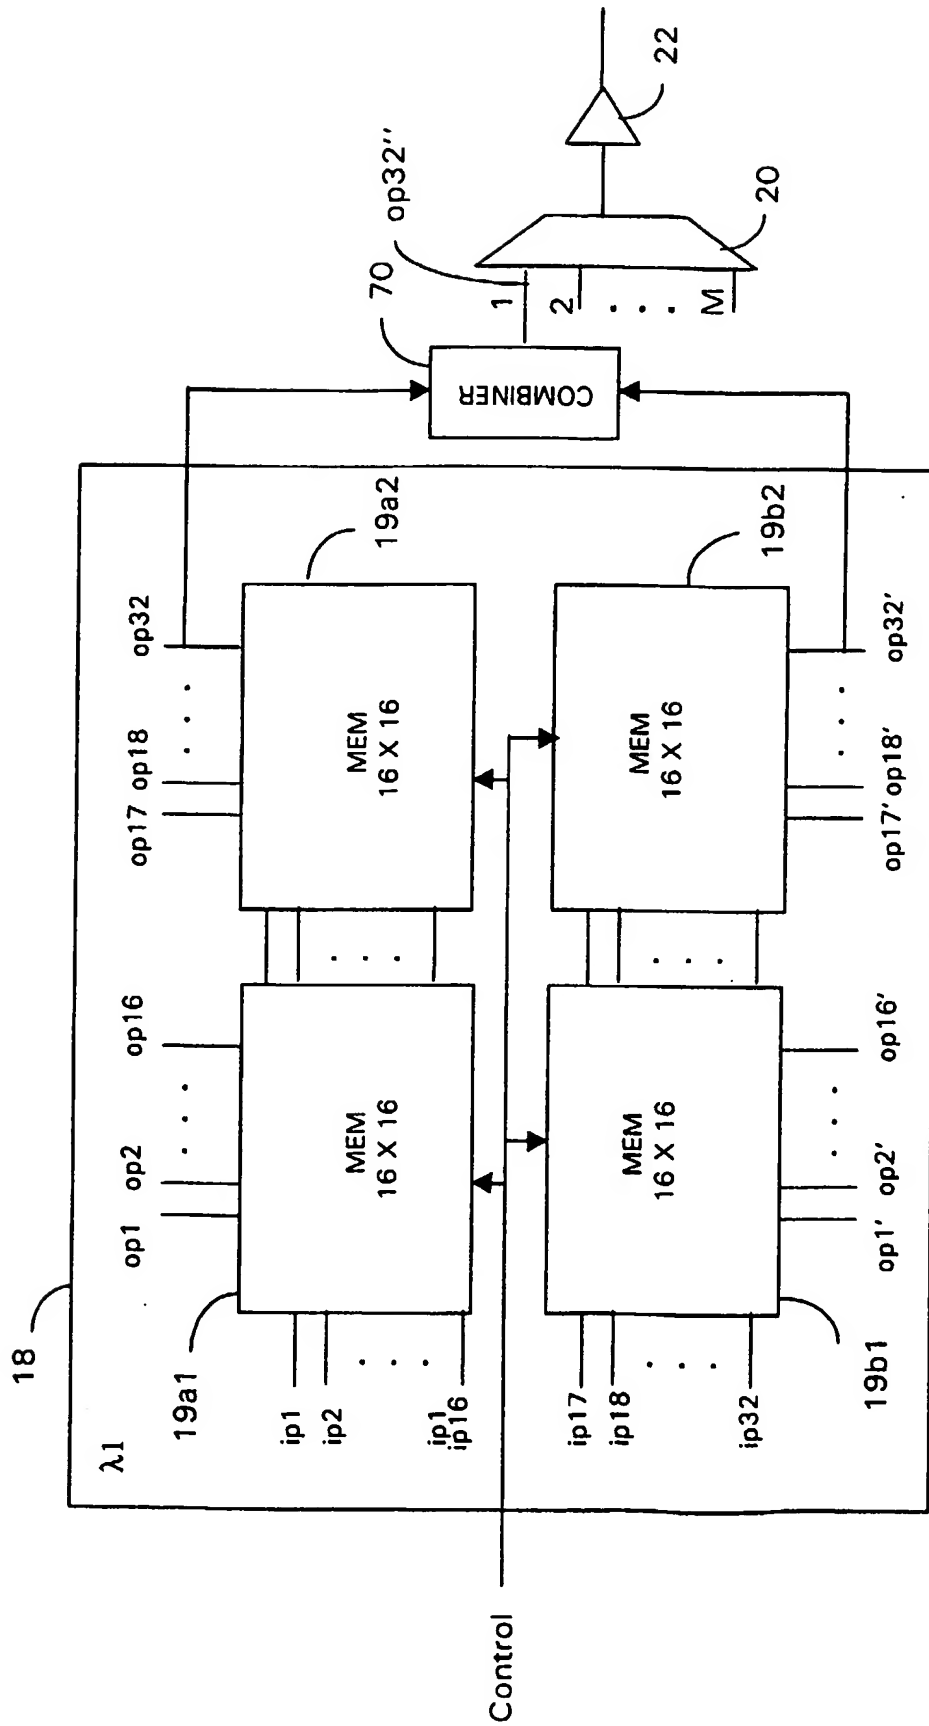 18
λ1
19a1
op1
op2
. . .
op16
op17
op18
. . .
op32
MEM
16 X 16
MEM
16 X 16
19a2
ip1
ip2
. . .
ip1
ip16
. . .
Control
ip17
ip18
. . .
ip32
. . .
MEM
16 X 16
MEM
16 X 16
19b2
19b1
op1'
op2'
. . .
op16'
op17'
op18'
. . .
op32'
70
COMBINER
op32''
1
2
. . .
M
20
22